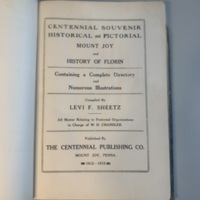 CENTENNIAL SOUVENIR
HISTORICAL and PICTORIAL
MOUNT JOY
and
HISTORY OF FLORIN
Containing a Complete Directory
and
Numerous Illustrations
Compiled By
LEVI F. SHEETZ
All Matter Relating to Fraternal Organizations
in Charge of W. D. CHANDLER
Published By
THE CENTENNIAL PUBLISHING CO.
MOUNT JOY, PENNA.
1812-1912